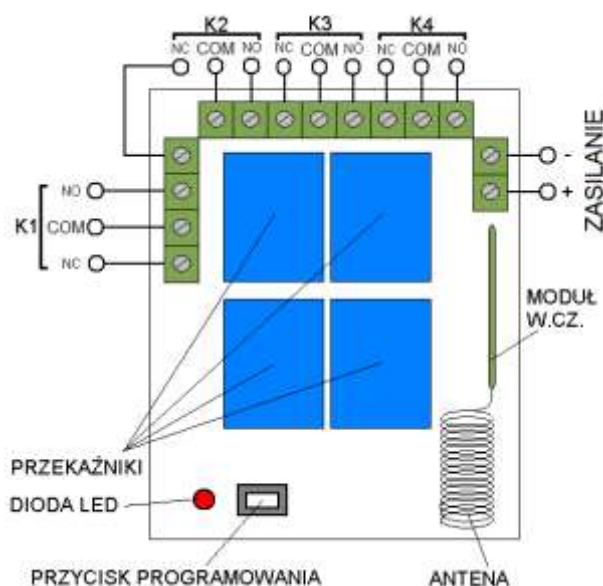 K2 K3 K4
NC COM NO NC COM NO NC COM NO
- 
+
ZASILANIE
K1
NO
COM
NC
MODUŁ
W.CZ.
PRZEKAŹNIKI
DIODA LED
PRZYCISK PROGRAMOWANIA
ANTENA